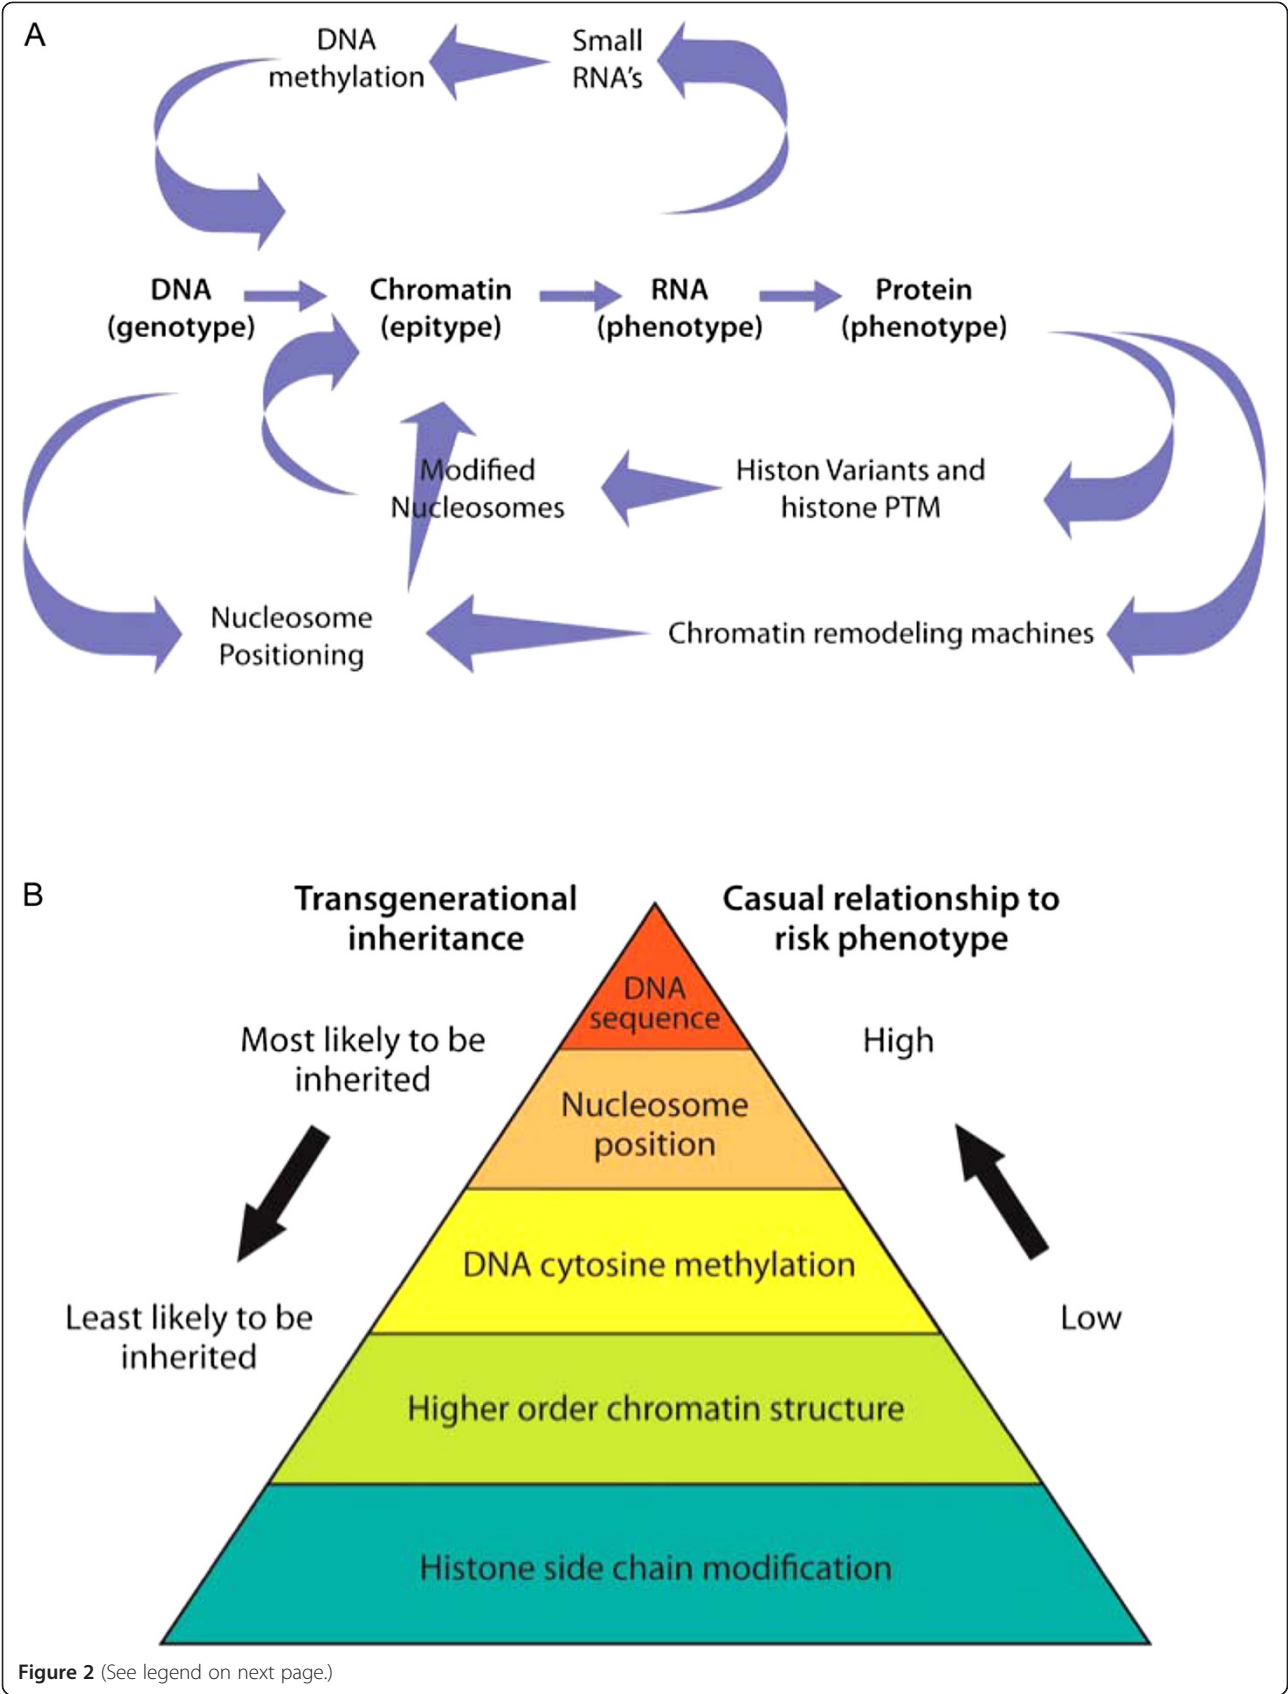 A
DNA
methylation
Small
RNA's
DNA
(genotype)
Chromatin
(epitype)
RNA
(phenotype)
Protein
(phenotype)
Modified
Nucleosomes
Histon Variants and
histone PTM
Nucleosome
Positioning
Chromatin remodeling machines
B
Transgenerational
inheritance
Casual relationship to
risk phenotype
DNA
sequence
Most likely to be
inherited
High
Nucleosome
position
DNA cytosine methylation
Least likely to be
inherited
Low
Higher order chromatin structure
Histone side chain modification
Figure 2 (See legend on next page.)